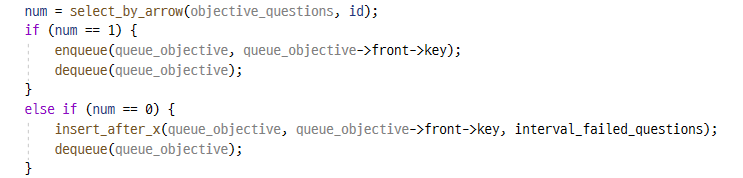 num = select_by_arrow(objective_questions, id);
if (num == 1) {
    enqueue(queue_objective, queue_objective->front->key);
    dequeue(queue_objective);
}
else if (num == 0) {
    insert_after_x(queue_objective, queue_objective->front->key, interval_failed_questions);
    dequeue(queue_objective);
}